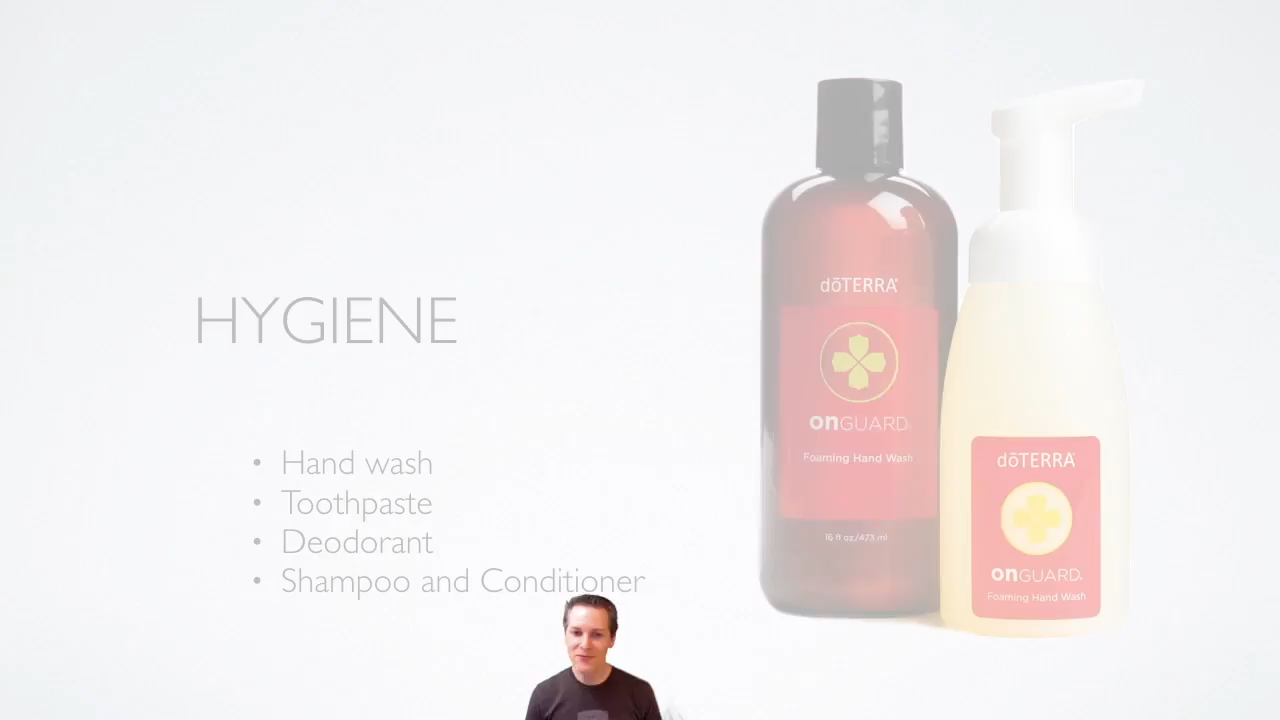 HYGIENE
• Hand wash
• Toothpaste
• Deodorant
• Shampoo and Conditioner
dōTERRA®
onGUARD®
Foaming Hand Wash
16 fl oz/473 ml
dōTERRA®
onGUARD®
Foaming Hand Wash